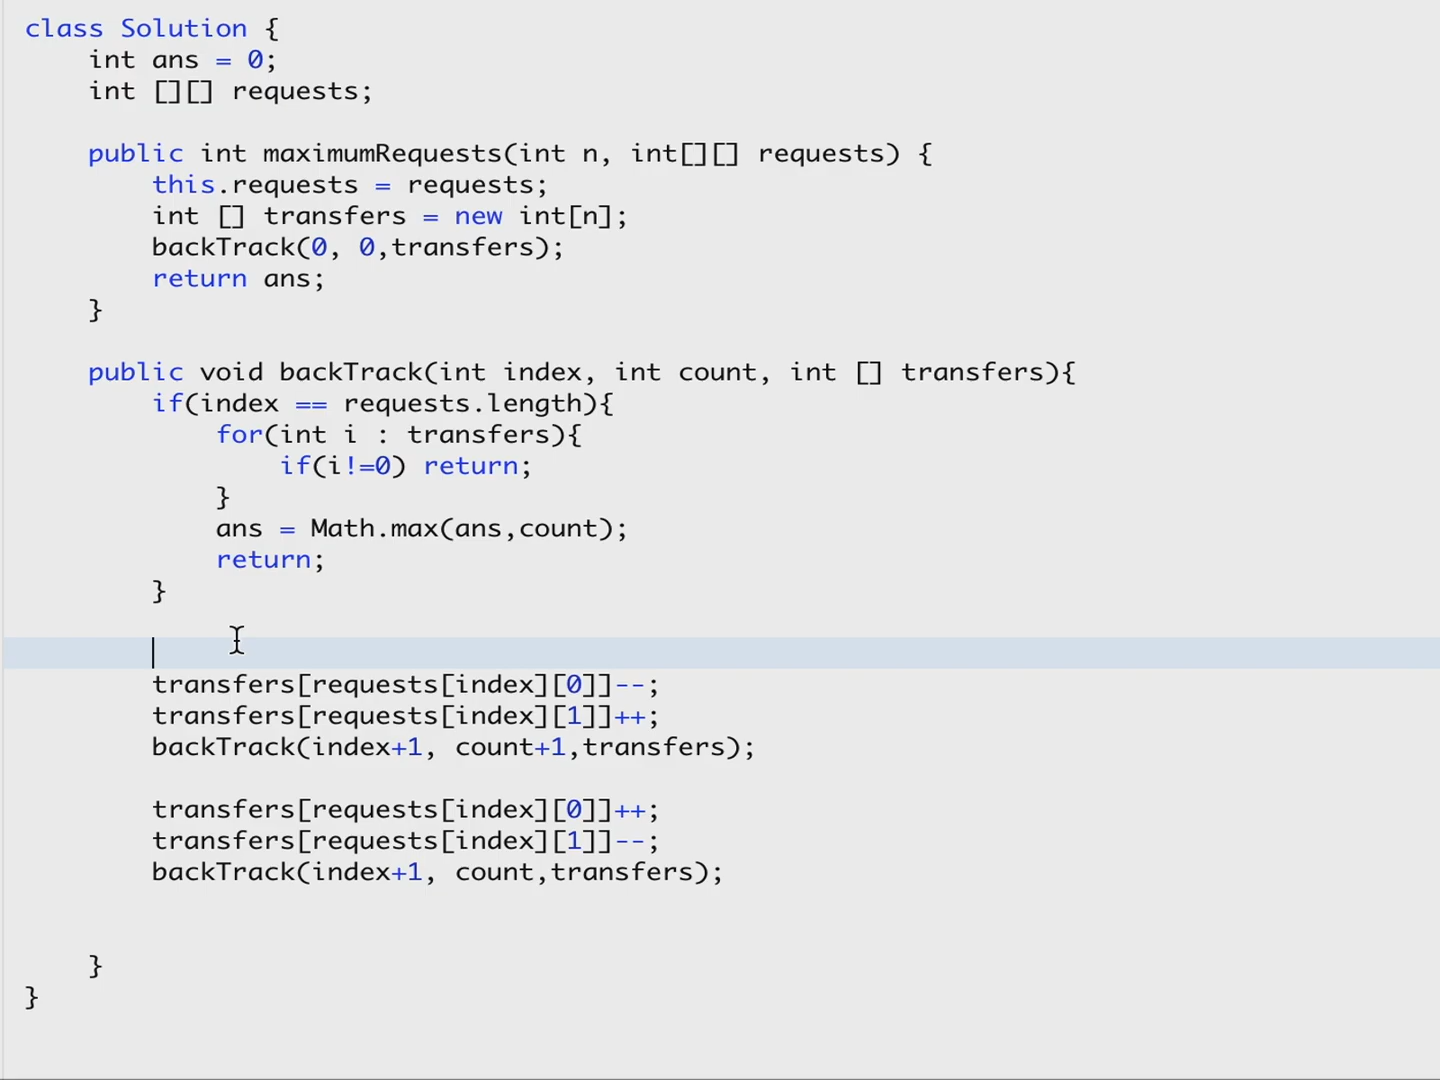 class Solution {
    int ans = 0;
    int [][] requests;

    public int maximumRequests(int n, int[][] requests) {
        this.requests = requests;
        int [] transfers = new int[n];
        backTrack(0, 0,transfers);
        return ans;
    }

    public void backTrack(int index, int count, int [] transfers){
        if(index == requests.length){
            for(int i : transfers){
                if(i!=0) return;
            }
            ans = Math.max(ans,count);
            return;
        }

        transfers[requests[index][0]]--;
        transfers[requests[index][1]]++;
        backTrack(index+1, count+1,transfers);

        transfers[requests[index][0]]++;
        transfers[requests[index][1]]--;
        backTrack(index+1, count,transfers);

    }
}